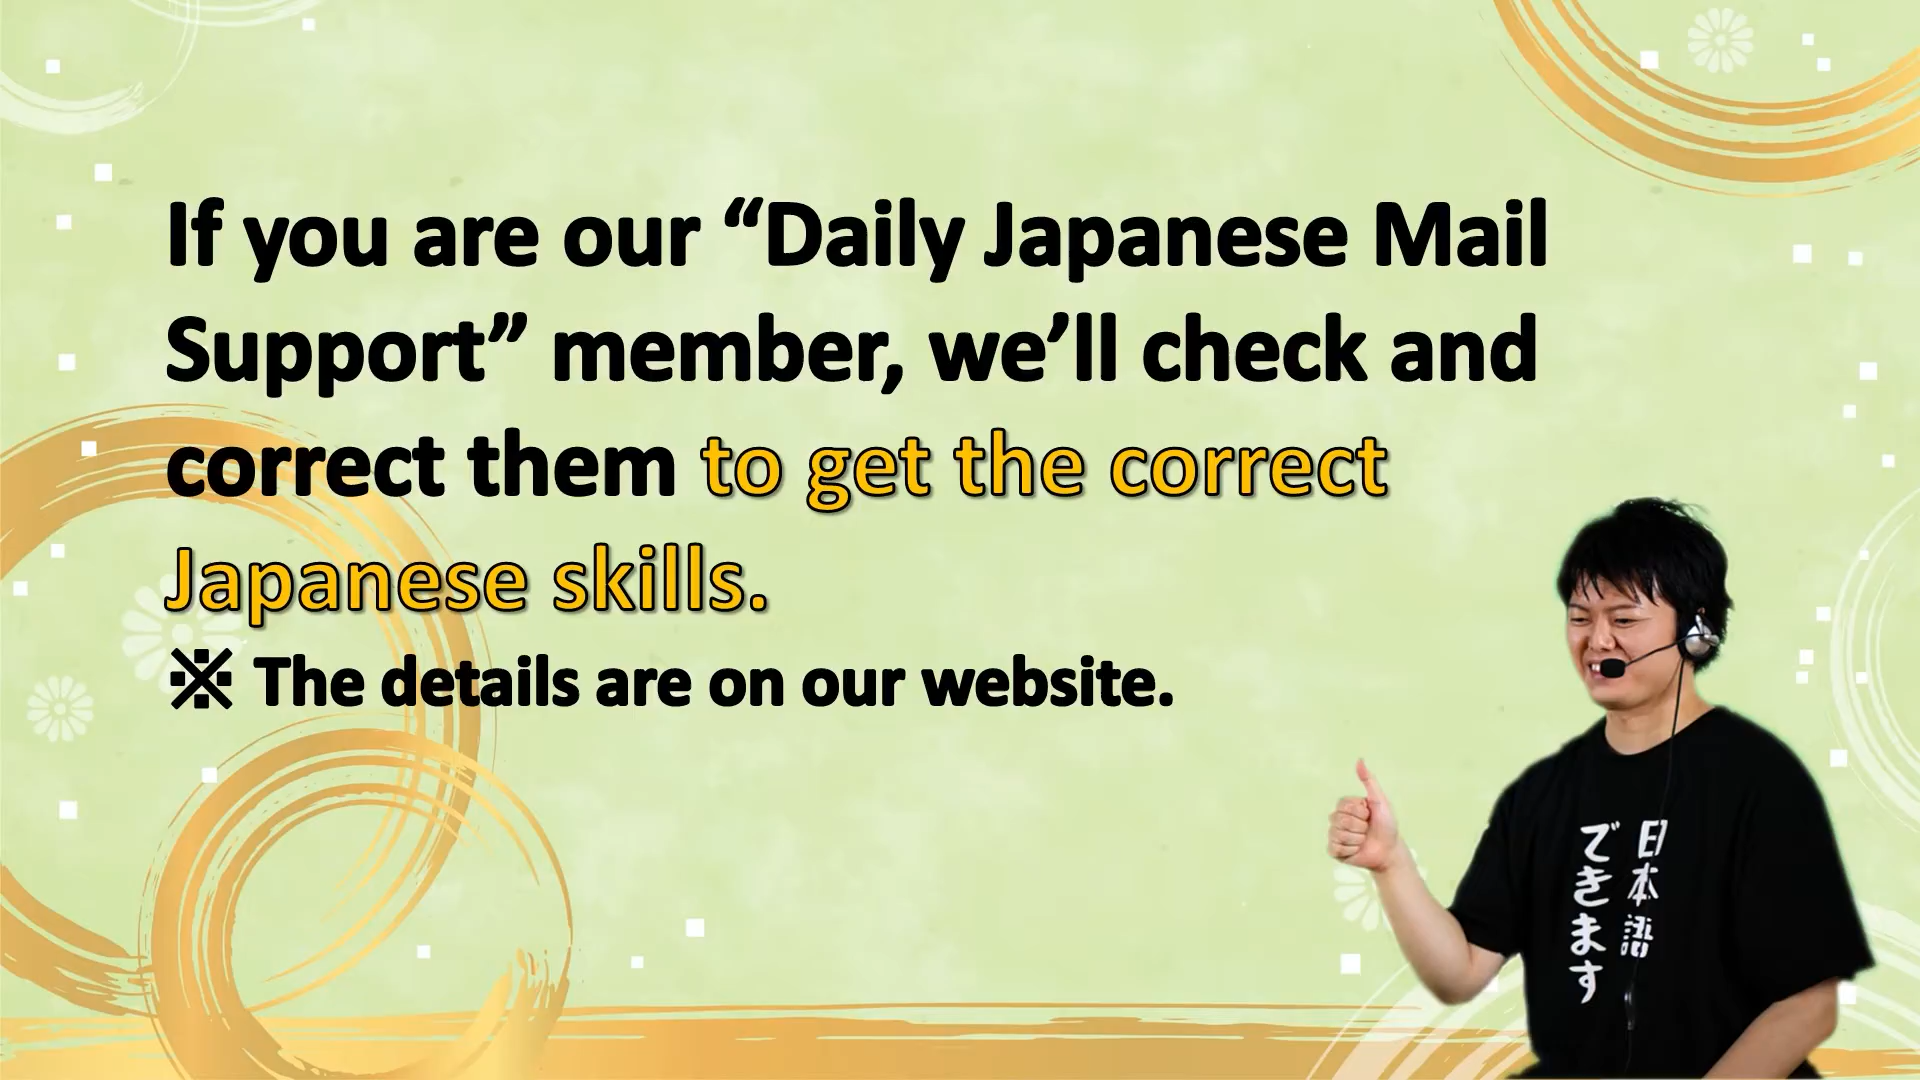 If you are our “Daily Japanese Mail
Support” member, we’ll check and
correct them to get the correct
Japanese skills.
※ The details are on our website.
日本語
できます